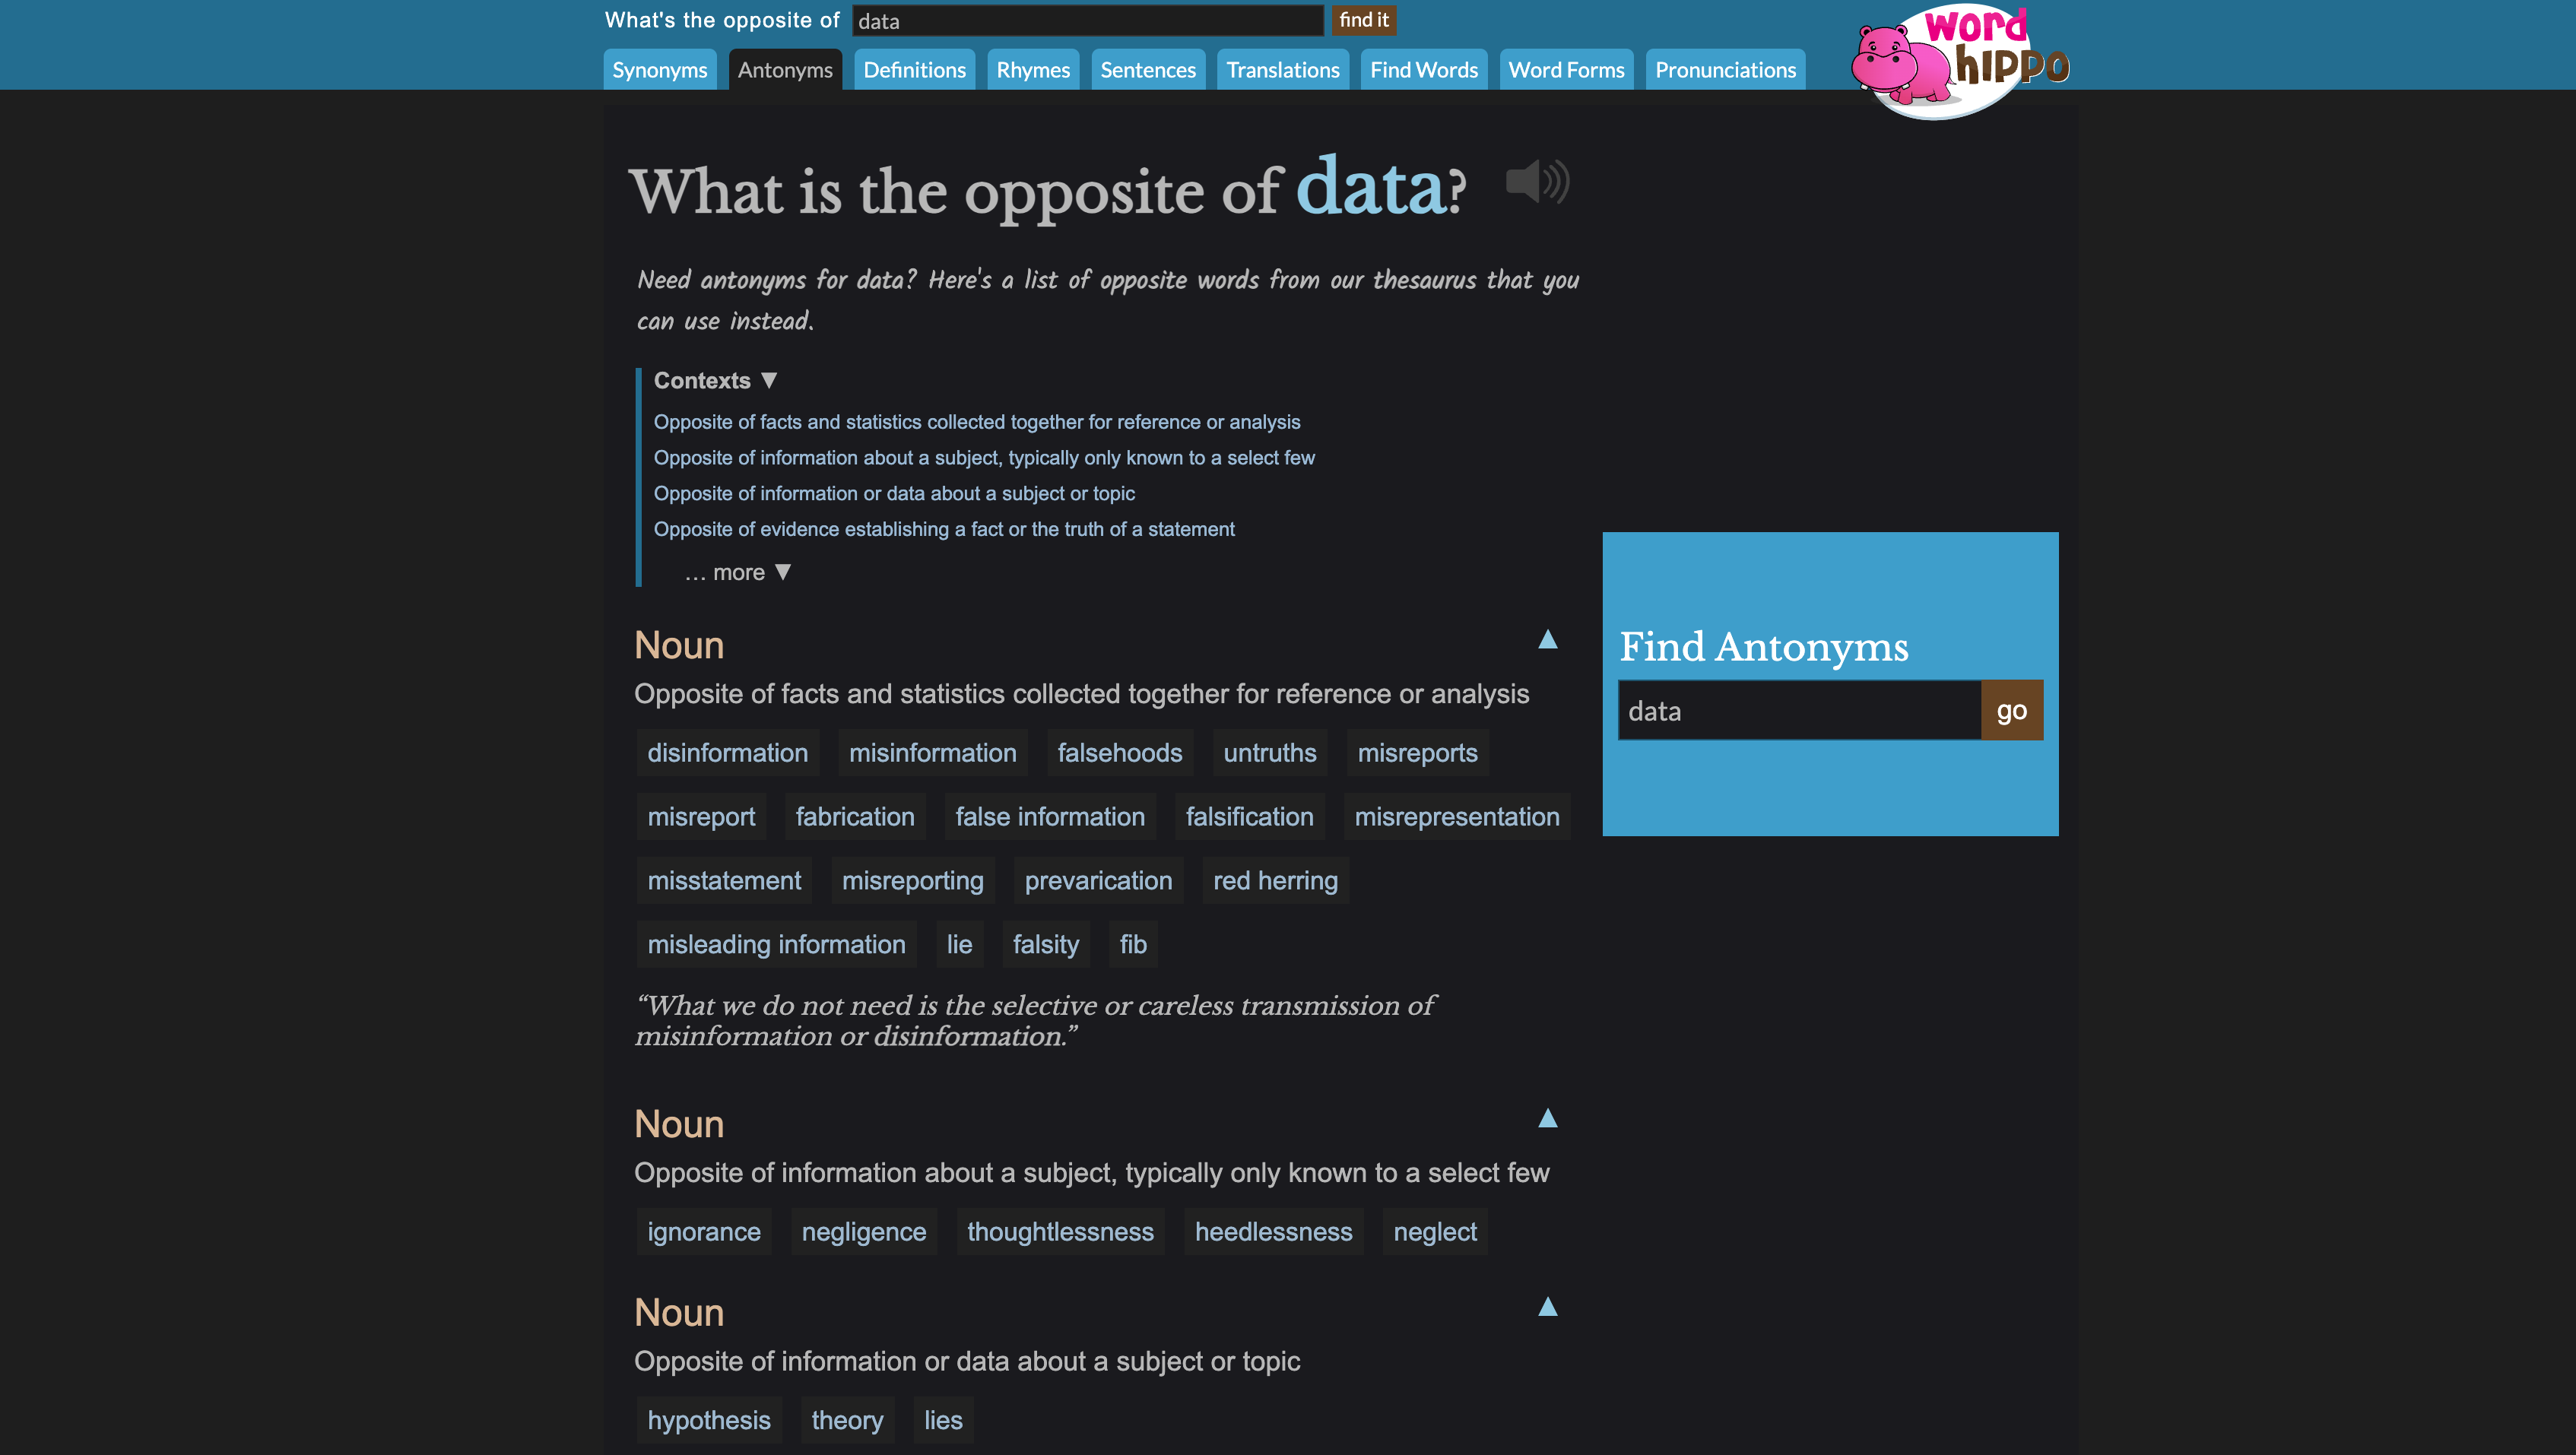 What's the opposite of data find it
word
hippo
Synonyms Antonyms Definitions Rhymes Sentences Translations Find Words Word Forms Pronunciations
What is the opposite of data?
Need antonyms for data? Here's a list of opposite words from our thesaurus that you
can use instead.
Contexts ▼
Opposite of facts and statistics collected together for reference or analysis
Opposite of information about a subject, typically only known to a select few
Opposite of information or data about a subject or topic
Opposite of evidence establishing a fact or the truth of a statement
... more ▼
Noun ▲
Opposite of facts and statistics collected together for reference or analysis
disinformation misinformation falsehoods untruths misreports
misreport fabrication false information falsification misrepresentation
misstatement misreporting prevarication red herring
misleading information lie falsity fib
“What we do not need is the selective or careless transmission of
misinformation or disinformation.”
Noun ▲
Opposite of information about a subject, typically only known to a select few
ignorance negligence thoughtlessness heedlessness neglect
Noun ▲
Opposite of information or data about a subject or topic
hypothesis theory lies
Find Antonyms
data go